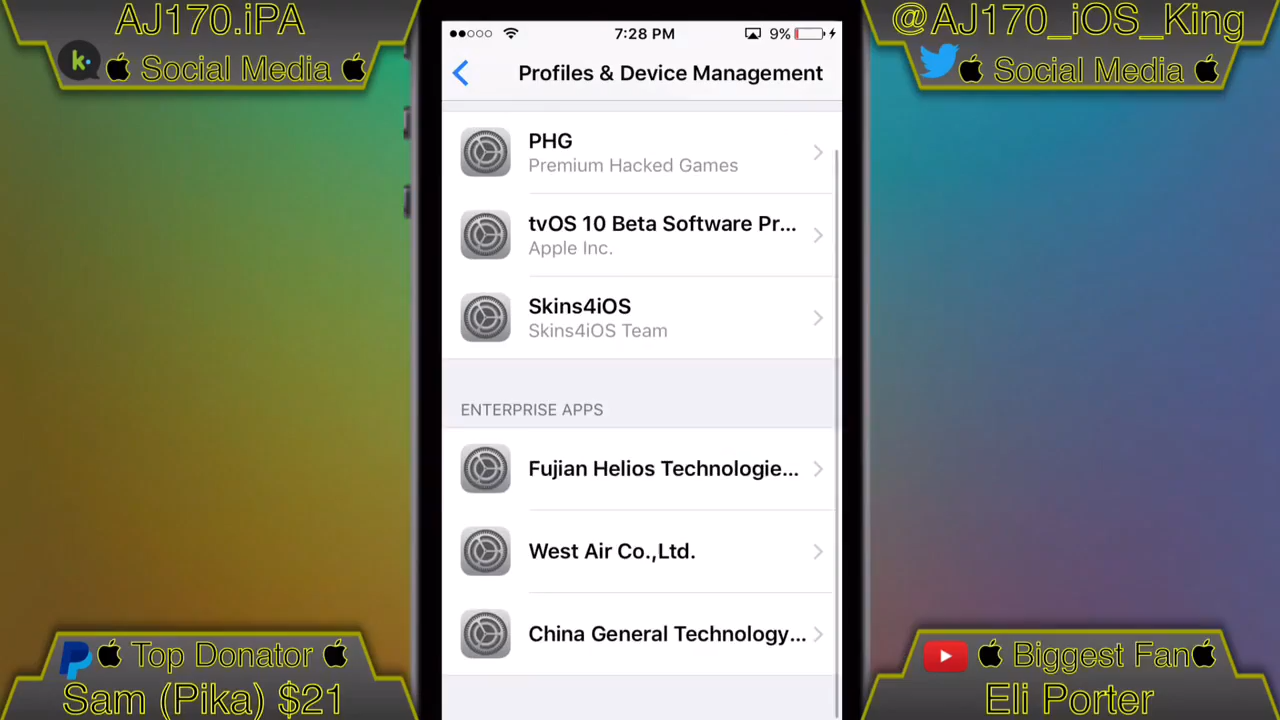 AJ170.iPA
Social Media
@AJ170_iOS_King
Social Media
7:28 PM
9%
Profiles & Device Management
PHG
Premium Hacked Games
tvOS 10 Beta Software Pr...
Apple Inc.
Skins4iOS
Skins4iOS Team
ENTERPRISE APPS
Fujian Helios Technologie...
West Air Co.,Ltd.
China General Technology...
Top Donator
Sam (Pika) $21
Biggest Fan
Eli Porter